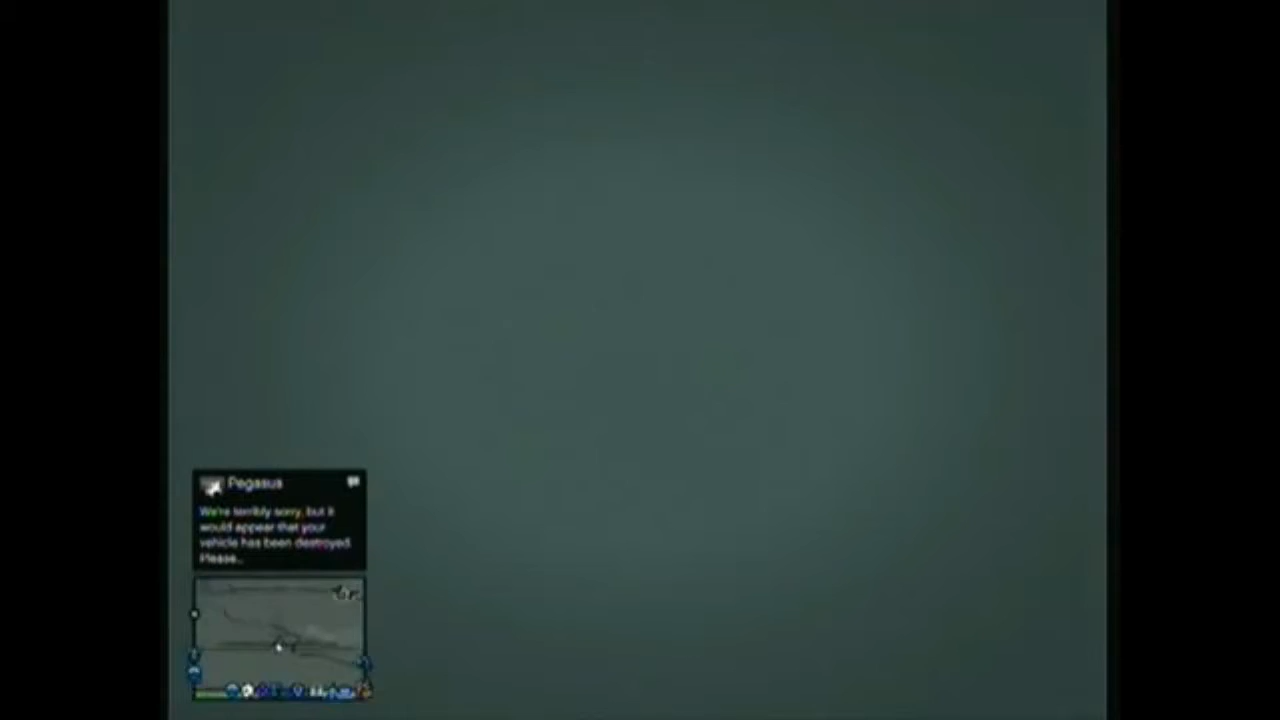 Pegasus
We're terribly sorry, but it
would appear that your
vehicle has been destroyed.
Please...